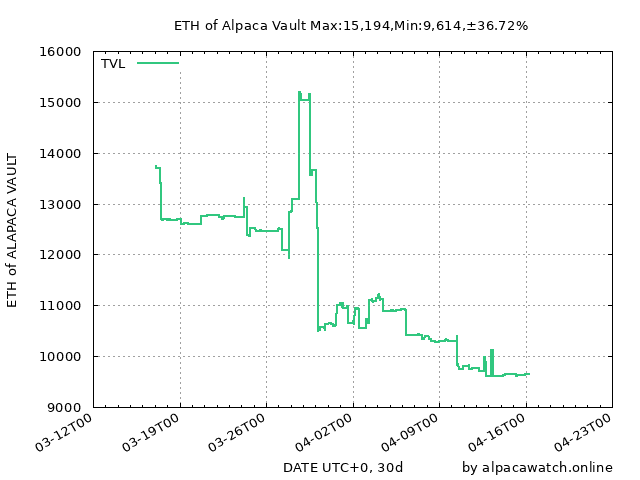 ETH of Alpaca Vault Max:15,194,Min:9,614,±36.72%
TVL
16000
15000
14000
13000
12000
11000
10000
9000
ETH of ALAPACA VAULT
03-12T00
03-19T00
03-26T00
04-02T00
04-09T00
04-16T00
04-23T00
DATE UTC+0, 30d
by alpacawatch.online